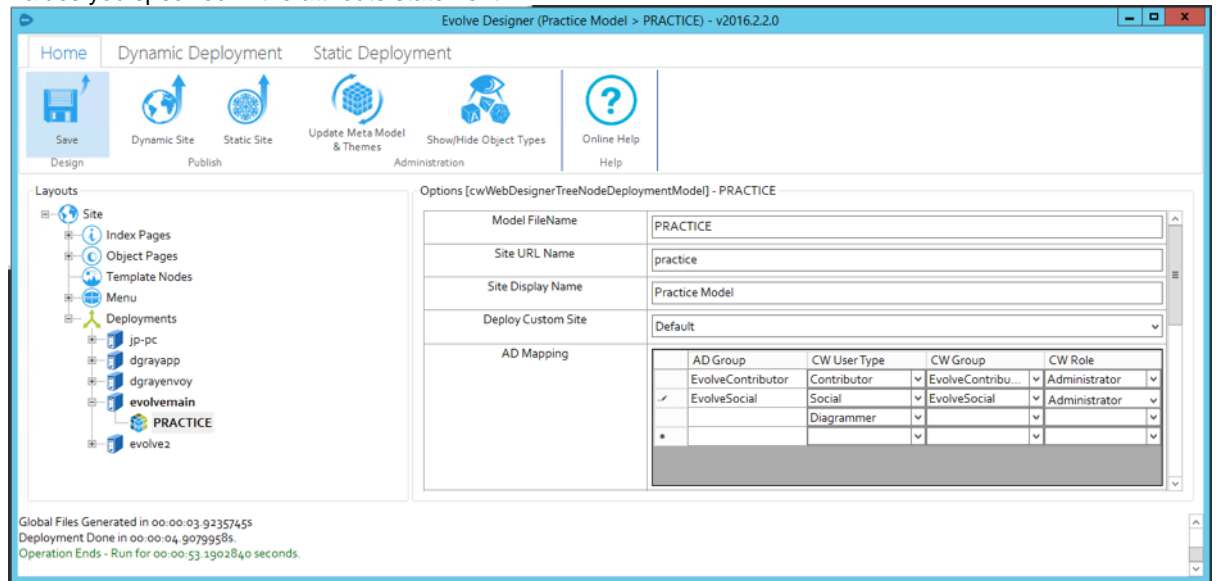 Evolve Designer (Practice Model > PRACTICE) - v2016.2.2.0
Home Dynamic Deployment Static Deployment
Save Dynamic Site Static Site Update Meta Model & Themes Show/Hide Object Types Online Help
Design Publish Administration Help
Layouts
Site
Index Pages
Object Pages
Template Nodes
Menu
Deployments
jp-pc
dgrayapp
dgrayenvoy
evolvemain
PRACTICE
evolve2
Options [cwWebDesignerTreeNodeDeploymentModel] - PRACTICE
Model FileName PRACTICE
Site URL Name practice
Site Display Name Practice Model
Deploy Custom Site Default
AD Mapping
AD Group CW User Type CW Group CW Role
EvolveContributor Contributor EvolveContribu... Administrator
EvolveSocial Social EvolveSocial Administrator
Diagrammer
Global Files Generated in 00:00:03.9235745s
Deployment Done in 00:00:04.9079958s.
Operation Ends - Run for 00:00:53.1902840 seconds.